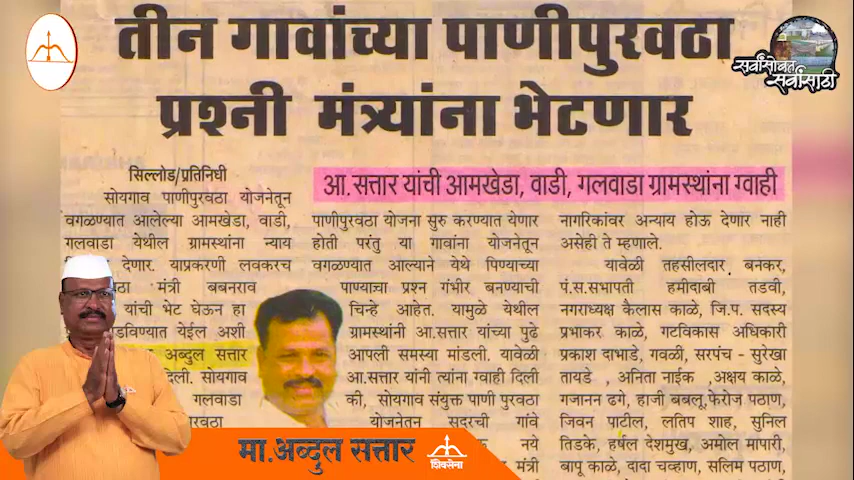 तीन गावांच्या पाणीपुरवठा
प्रश्नी मंत्र्यांना भेटणार
सर्वांसोबत
सर्वांसाठी
आ.सत्तार यांची आमखेडा, वाडी, गलवाडा ग्रामस्थांना ग्वाही
सिल्लोड/प्रतिनिधी
सोयगाव पाणीपुरवठा योजनेतून
वगळण्यात आलेल्या आमखेडा, वाडी,
गलवाडा येथील ग्रामस्थांना न्याय
देणार. याप्रकरणी लवकरच
मंत्री बबनराव
यांची भेट घेऊन हा
येईल अशी
अब्दुल सत्तार
दिली. सोयगाव
गलवाडा
पाणीपुरवठा योजना सुरु करण्यात येणार
होती परंतु या गावांना योजनेतून
वगळण्यात आल्याने येथे पिण्याच्या
पाण्याचा प्रश्न गंभीर बनण्याची
चिन्हे आहेत. यामुळे येथील
ग्रामस्थांनी आ.सत्तार यांच्या पुढे
आपली समस्या मांडली. यावेळी
आ.सत्तार यांनी त्यांना ग्वाही दिली
की, सोयगाव संयुक्त पाणी पुरवठा
योजनेतून सदरची गावे
नये
मंत्री
नागरिकांवर अन्याय होऊ देणार नाही
असेही ते म्हणाले.
यावेळी तहसीलदार बनकर,
पं.स.सभापती हमीदाबी तडवी,
नगराध्यक्ष कैलास काळे, जि.प. सदस्य
प्रभाकर काळे, गटविकास अधिकारी
प्रकाश दाभाडे, गवळी, सरपंच - सुरेखा
तायडे , अनिता नाईक , अक्षय काळे,
गजानन ढगे, हाजी बबलू,फेरोज पठाण,
जिवन पाटील, लतिप शाह, सुनिल
तिडके, हर्षल देशमुख, अमोल मापारी,
बापू काळे, दादा चव्हाण, सलिम पठाण,
मा.अब्दुल सत्तार
शिवसेना